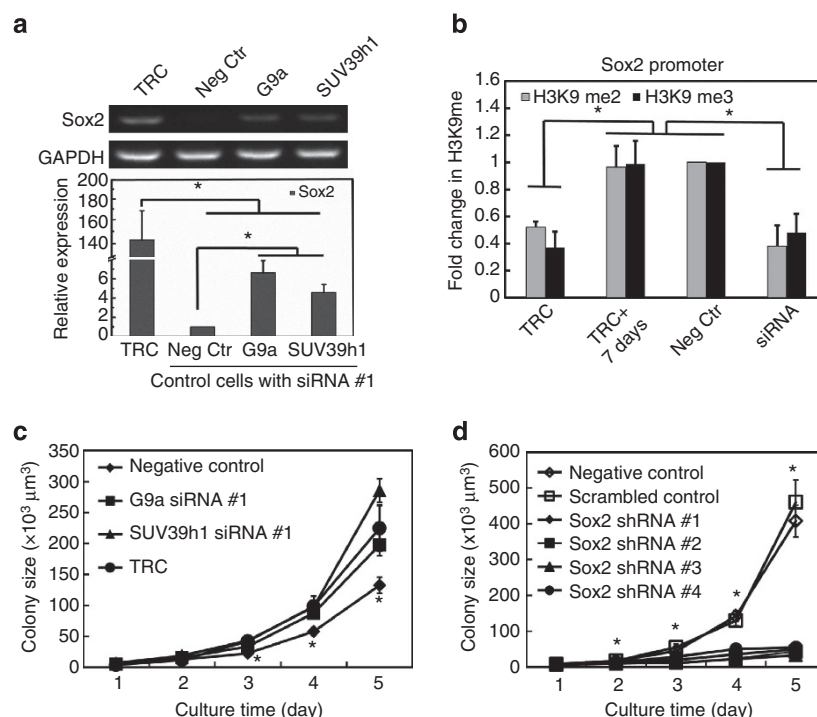 a
TRC
Neg Ctr
G9a
SUV39h1
Sox2
GAPDH
Relative expression
200
180
160
140
6
4
2
0
*
*
Sox2
TRC Neg Ctr G9a SUV39h1
Control cells with siRNA #1
b
Sox2 promoter
Fold change in H3K9me
1.6
1.4
1.2
1
0.8
0.6
0.4
0.2
0
H3K9 me2 H3K9 me3
*
*
TRC
TRC+
7 days
Neg Ctr
siRNA
c
Colony size (×10³ μm³)
350
300
250
200
150
100
50
0
Negative control
G9a siRNA #1
SUV39h1 siRNA #1
TRC
*
*
*
1 2 3 4 5
Culture time (day)
d
Colony size (x10³ μm³)
600
500
400
300
200
100
0
Negative control
Scrambled control
Sox2 shRNA #1
Sox2 shRNA #2
Sox2 shRNA #3
Sox2 shRNA #4
*
*
*
*
1 2 3 4 5
Culture time (day)